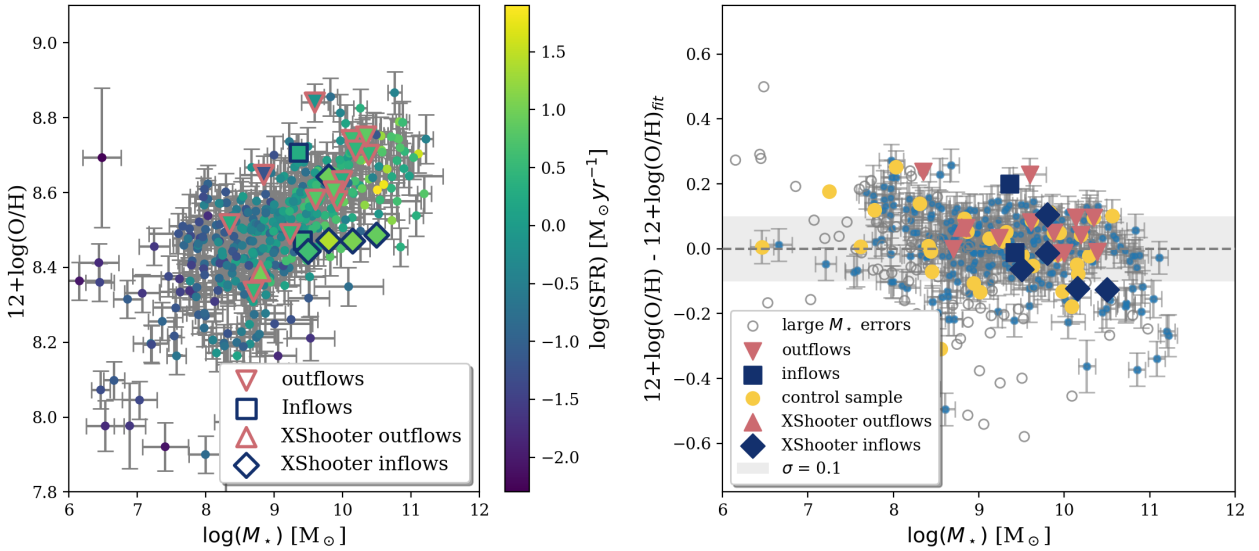 9.0
8.8
8.6
8.4
8.2
8.0
7.8
12+log(O/H)
6 7 8 9 10 11 12
log(M⋆) [M⊙]
outflows
Inflows
XShooter outflows
XShooter inflows
1.5
1.0
0.5
0.0
−0.5
−1.0
−1.5
−2.0
log(SFR) [M⊙yr⁻¹]
0.6
0.4
0.2
0.0
−0.2
−0.4
−0.6
12+log(O/H) - 12+log(O/H)fit
large M⋆ errors
outflows
inflows
control sample
XShooter outflows
XShooter inflows
σ = 0.1
6 7 8 9 10 11 12
log(M⋆) [M⊙]